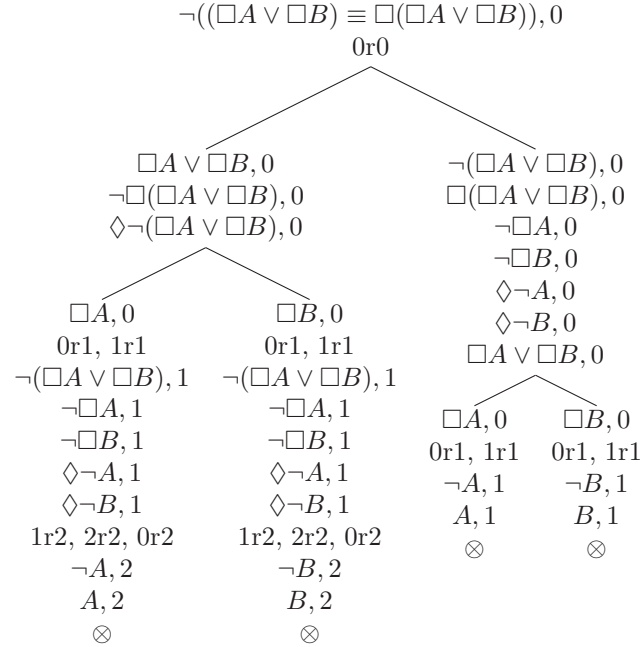 ¬((□A ∨ □B) ≡ □(□A ∨ □B)), 0
0r0
□A ∨ □B, 0
¬□(□A ∨ □B), 0
◊¬(□A ∨ □B), 0
□A, 0
0r1, 1r1
¬(□A ∨ □B), 1
¬□A, 1
¬□B, 1
◊¬A, 1
◊¬B, 1
1r2, 2r2, 0r2
¬A, 2
A, 2
⊗
□B, 0
0r1, 1r1
¬(□A ∨ □B), 1
¬□A, 1
¬□B, 1
◊¬A, 1
◊¬B, 1
1r2, 2r2, 0r2
¬B, 2
B, 2
⊗
¬(□A ∨ □B), 0
□(□A ∨ □B), 0
¬□A, 0
¬□B, 0
◊¬A, 0
◊¬B, 0
□A ∨ □B, 0
□A, 0
0r1, 1r1
¬A, 1
A, 1
⊗
□B, 0
0r1, 1r1
¬B, 1
B, 1
⊗